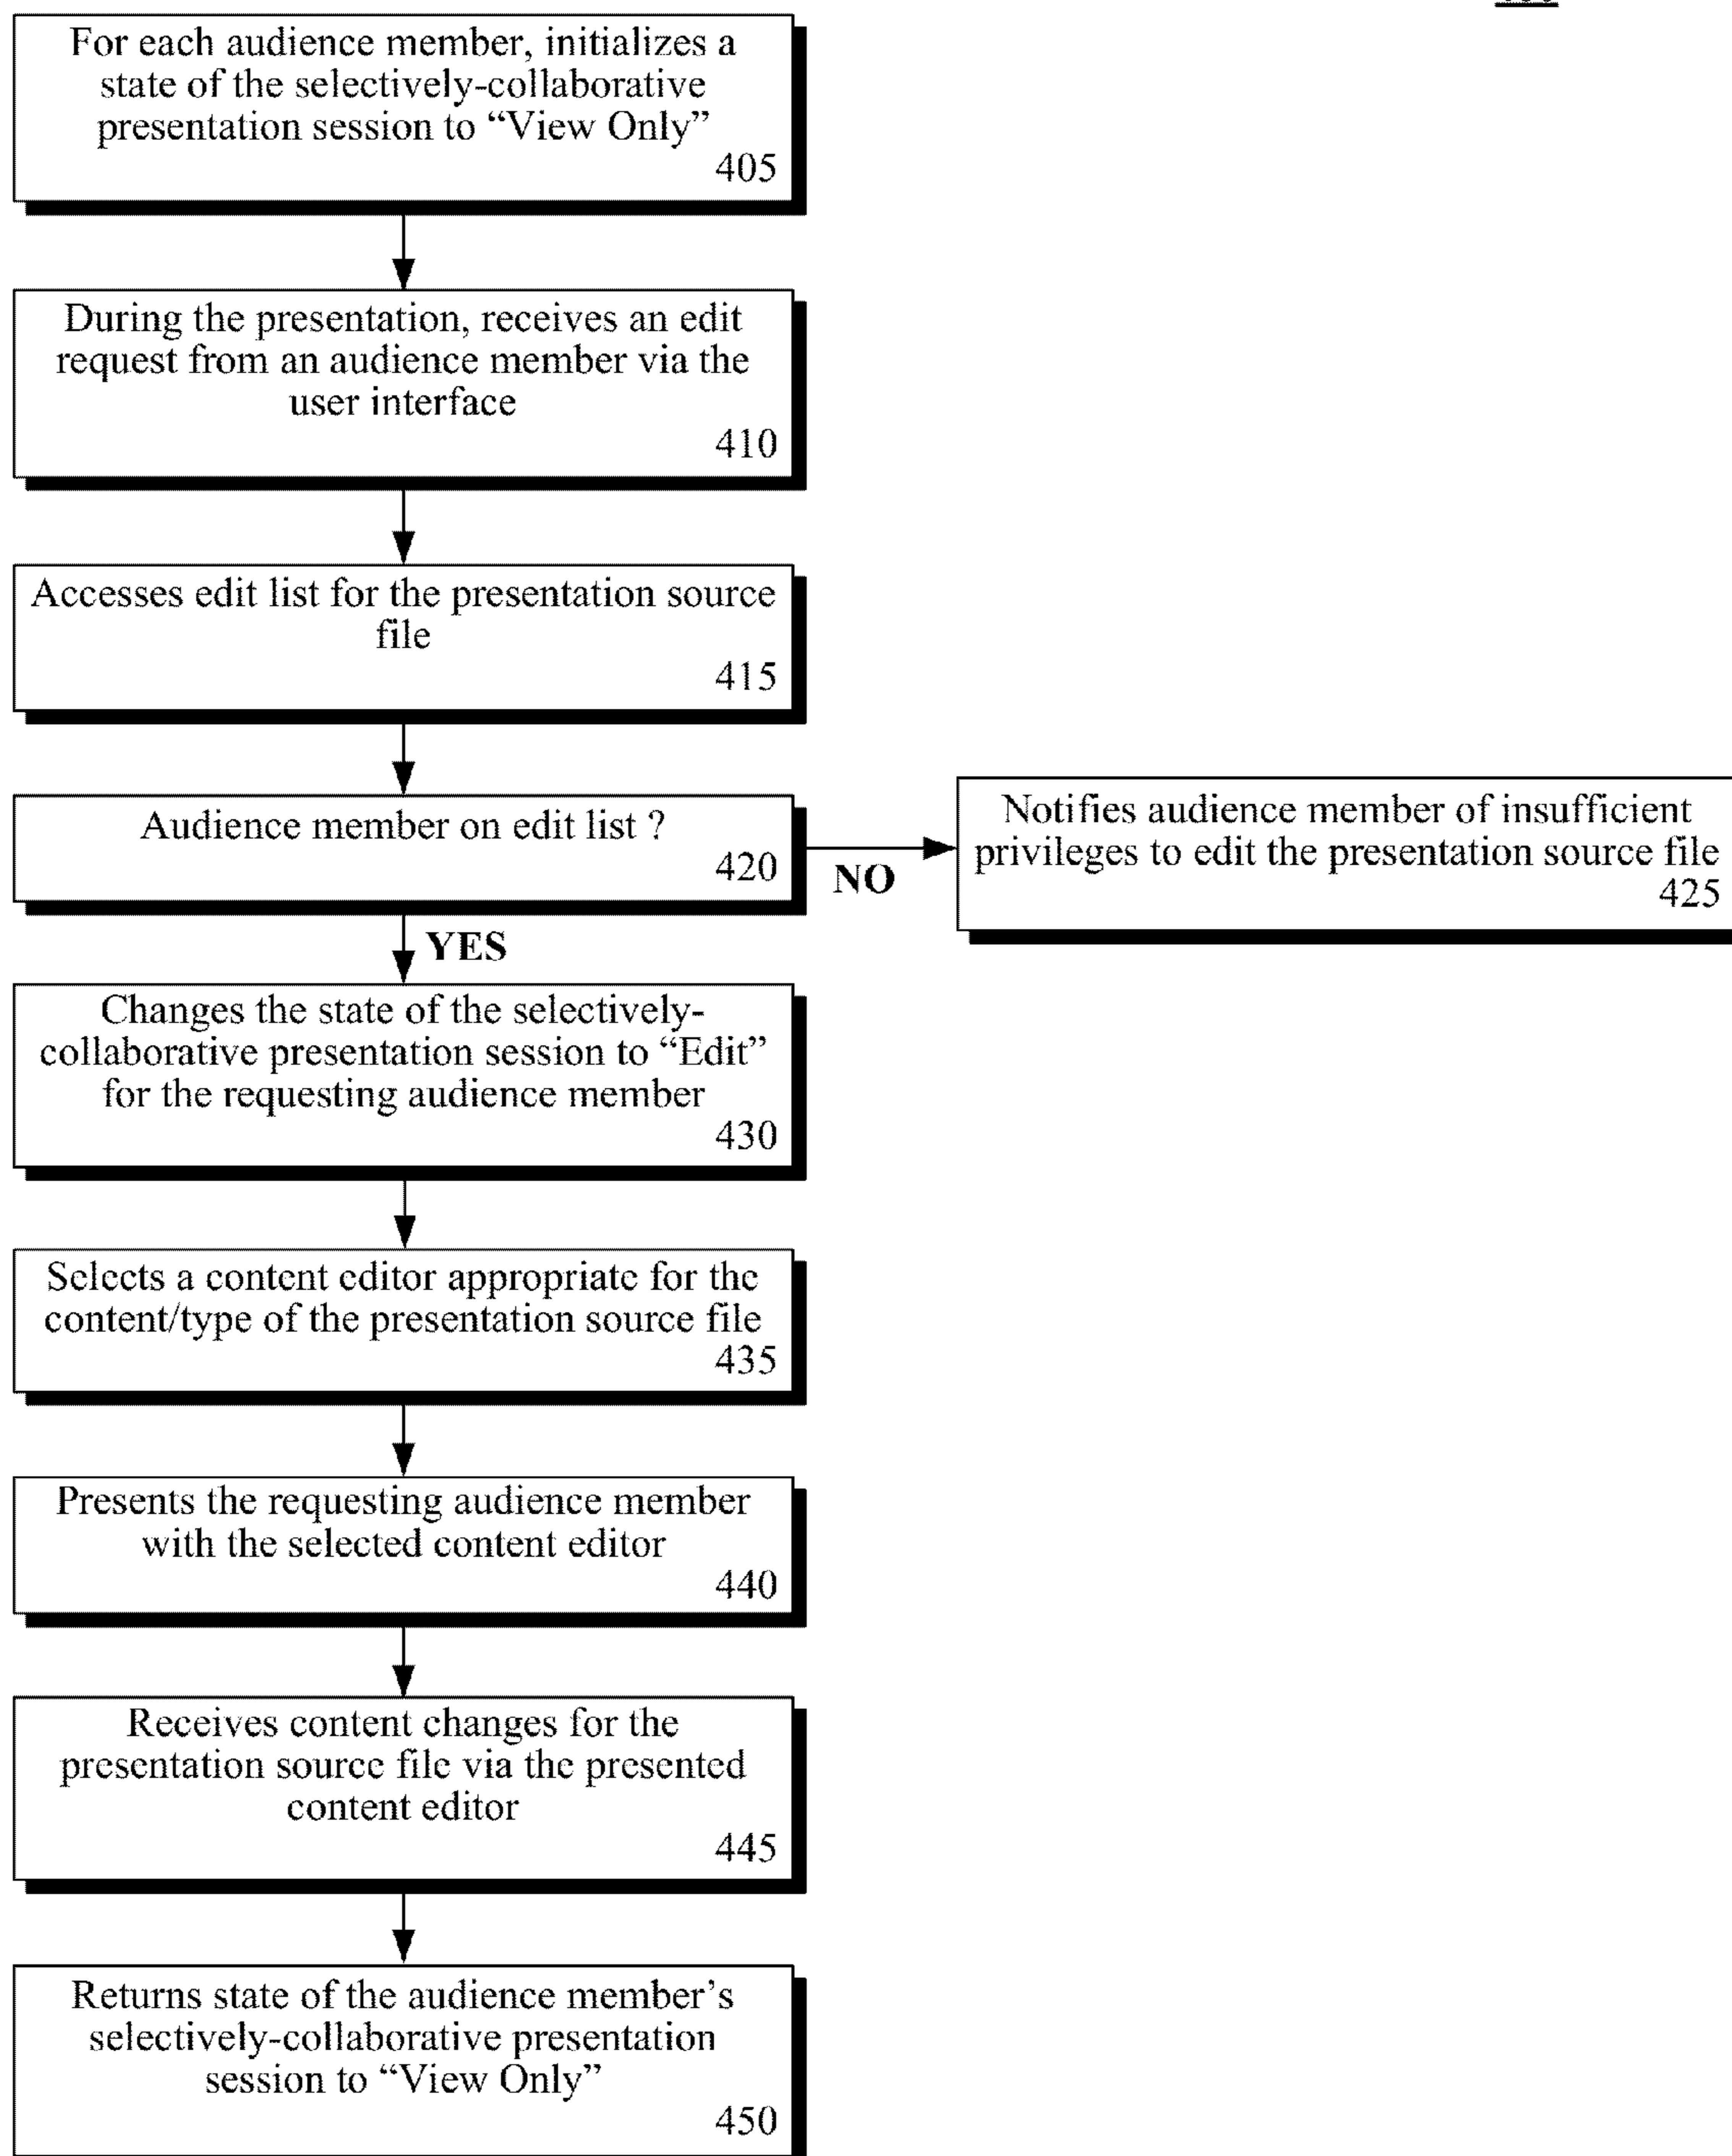 For each audience member, initializes a
state of the selectively-collaborative
presentation session to “View Only”
405
During the presentation, receives an edit
request from an audience member via the
user interface
410
Accesses edit list for the presentation source
file
415
Audience member on edit list ?
420
NO
Notifies audience member of insufficient
privileges to edit the presentation source file
425
YES
Changes the state of the selectively-
collaborative presentation session to “Edit”
for the requesting audience member
430
Selects a content editor appropriate for the
content/type of the presentation source file
435
Presents the requesting audience member
with the selected content editor
440
Receives content changes for the
presentation source file via the presented
content editor
445
Returns state of the audience member’s
selectively-collaborative presentation
session to “View Only”
450